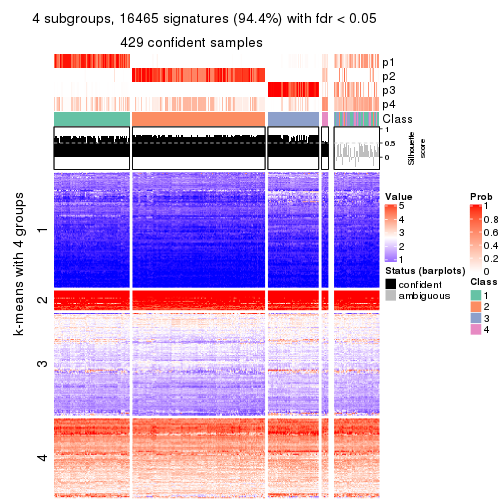 4 subgroups, 16465 signatures (94.4%) with fdr < 0.05
429 confident samples
p1
p2
p3
p4
Class
1
0.5
0
Silhouette
score
k-means with 4 groups
1
2
3
4
Value
5
4
3
2
1
Status (barplots)
confident
ambiguous
Prob
1
0.8
0.6
0.4
0.2
0
Class
1
2
3
4